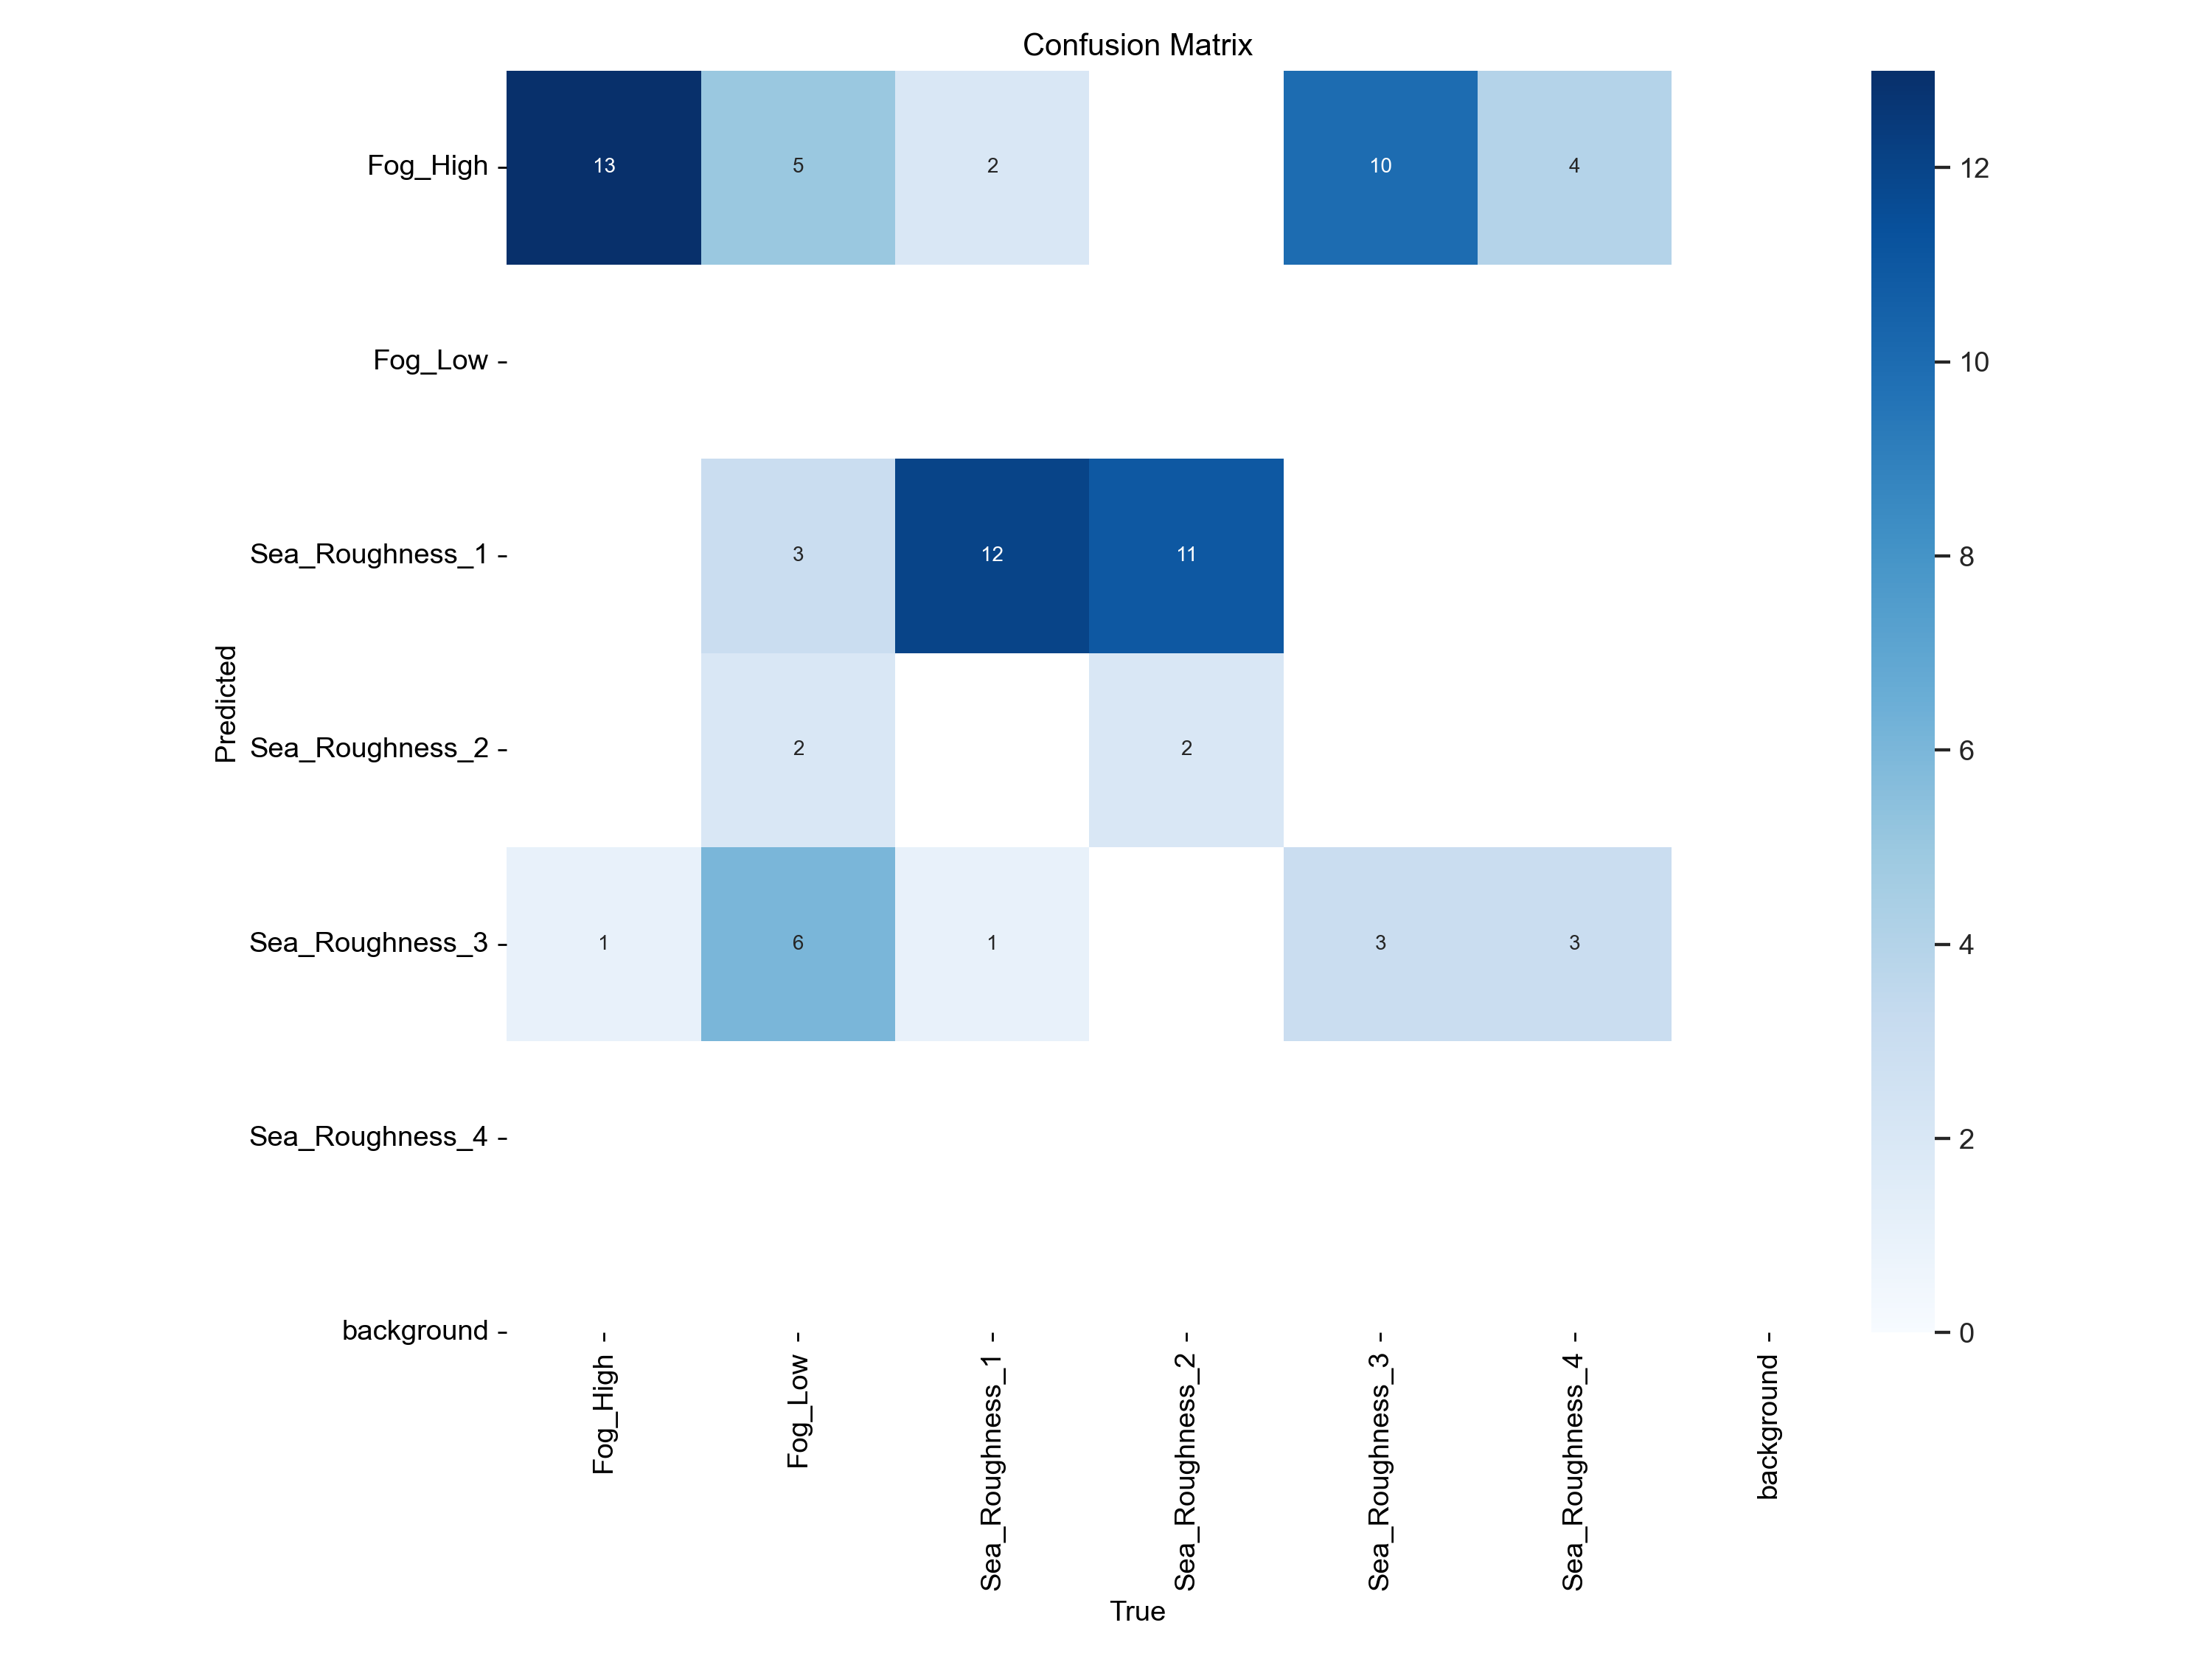 Confusion Matrix
Fog_High
13
5
2
10
4
Fog_Low
Sea_Roughness_1
3
12
11
Sea_Roughness_2
2
2
Sea_Roughness_3
1
6
1
3
3
Sea_Roughness_4
background
Predicted
Fog_High
Fog_Low
Sea_Roughness_1
Sea_Roughness_2
Sea_Roughness_3
Sea_Roughness_4
background
True
12
10
8
6
4
2
0